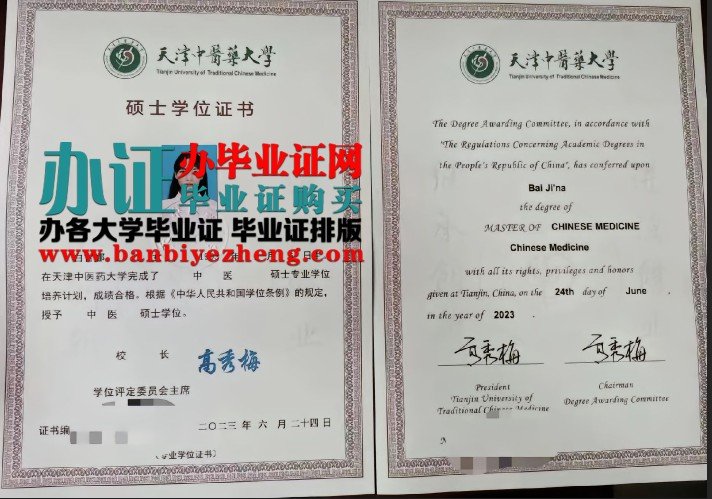 天津中醫藥大學
Tianjin University of Traditional Chinese Medicine
硕士学位证书
办证
办毕业证网
毕业证购买
办各大学毕业证 毕业证排版
www.banbiyezheng.com
在天津中医药大学完成了 中医 硕士专业学位
培养计划，成绩合格。根据《中华人民共和国学位条例》的规定，
授予 中医 硕士学位。
校 长 高秀梅
学位评定委员会主席
证书编
二〇二三年 六 月 二十四日
专业学位证书
天津中醫藥大學
Tianjin University of Traditional Chinese Medicine
The Degree Awarding Committee, in accordance with
"The Regulations Concerning Academic Degrees in
the People's Republic of China", has conferred upon
Bai Ji'na
the degree of
MASTER OF CHINESE MEDICINE
Chinese Medicine
with all its rights, privileges and honors
given at Tianjin, China, on the 24th day of June
in the year of 2023.
高秀梅 高秀梅
President Chairman
Tianjin University of Degree Awarding Committee
Traditional Chinese Medicine
N